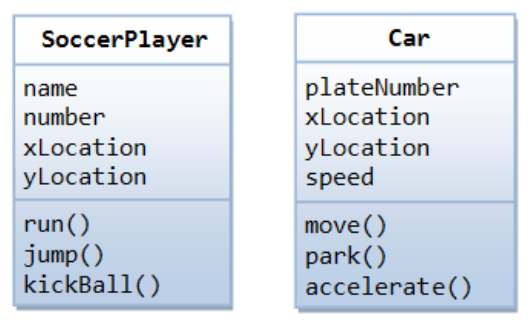 SoccerPlayer
name
number
xLocation
yLocation
run()
jump()
kickBall()
Car
plateNumber
xLocation
yLocation
speed
move()
park()
accelerate()